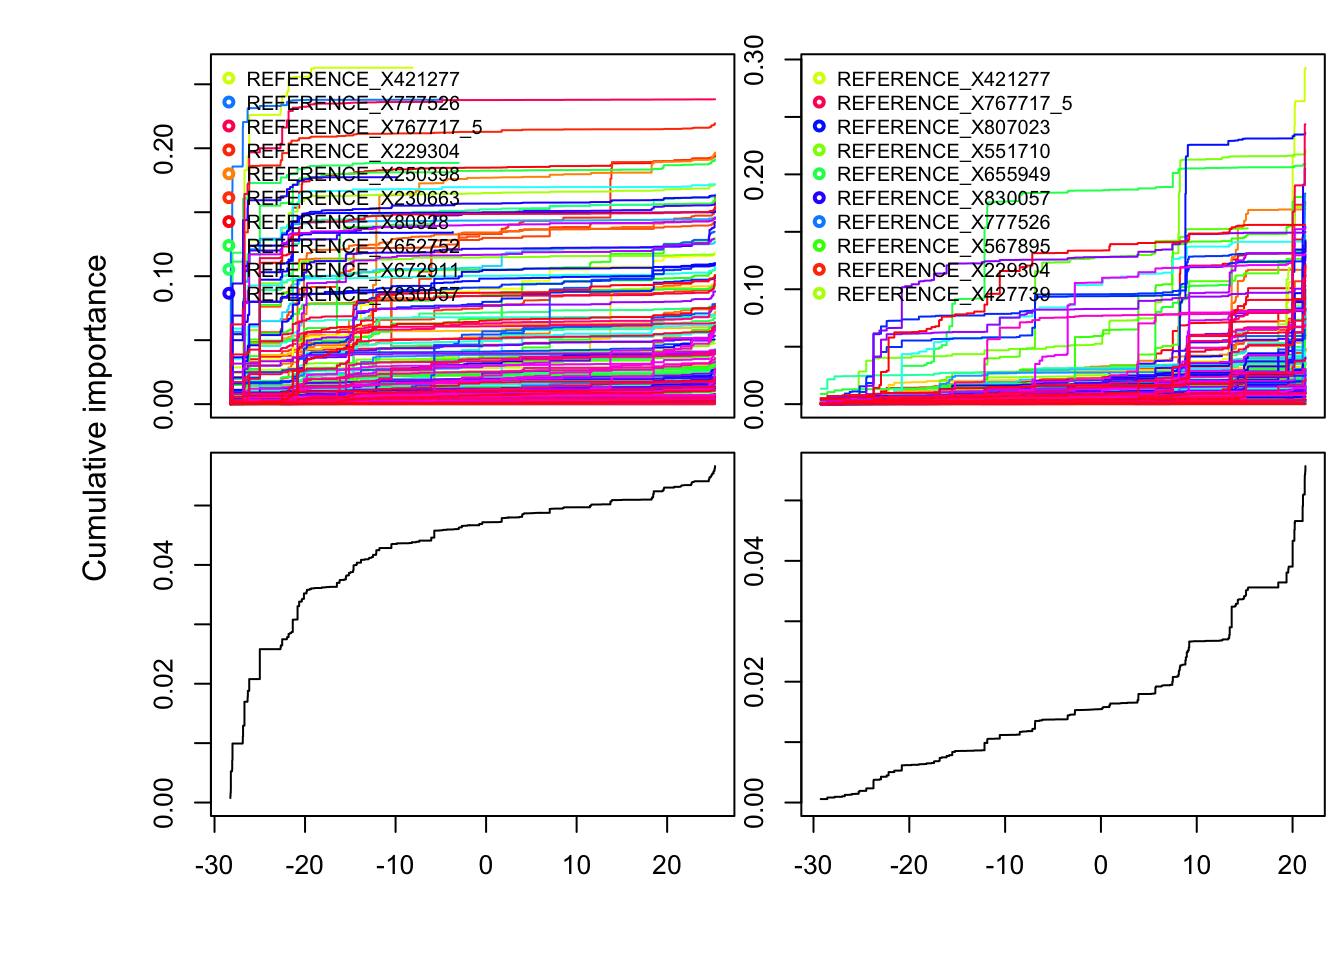 Cumulative importance
0.00
0.10
0.20
REFERENCE_X421277
REFERENCE_X777526
REFERENCE_X767717_5
REFERENCE_X229304
REFERENCE_X250398
REFERENCE_X230663
REFERENCE_X80928
REFERENCE_X652752
REFERENCE_X672911
REFERENCE_X830057
0.00
0.10
0.20
0.30
REFERENCE_X421277
REFERENCE_X767717_5
REFERENCE_X807023
REFERENCE_X551710
REFERENCE_X655949
REFERENCE_X830057
REFERENCE_X777526
REFERENCE_X567895
REFERENCE_X229304
REFERENCE_X427739
0.00
0.02
0.04
-30 -20 -10 0 10 20
0.00
0.02
0.04
-30 -20 -10 0 10 20